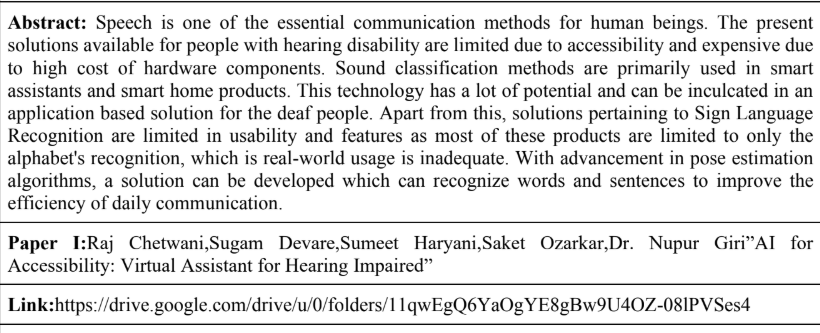 Abstract: Speech is one of the essential communication methods for human beings. The present
solutions available for people with hearing disability are limited due to accessibility and expensive due
to high cost of hardware components. Sound classification methods are primarily used in smart
assistants and smart home products. This technology has a lot of potential and can be inculcated in an
application based solution for the deaf people. Apart from this, solutions pertaining to Sign Language
Recognition are limited in usability and features as most of these products are limited to only the
alphabet's recognition, which is real-world usage is inadequate. With advancement in pose estimation
algorithms, a solution can be developed which can recognize words and sentences to improve the
efficiency of daily communication.
Paper I:Raj Chetwani,Sugam Devare,Sumeet Haryani,Saket Ozarkar,Dr. Nupur Giri”AI for
Accessibility: Virtual Assistant for Hearing Impaired”
Link:https://drive.google.com/drive/u/0/folders/11qwEgQ6YaOgYE8gBw9U4OZ-08lPVSes4